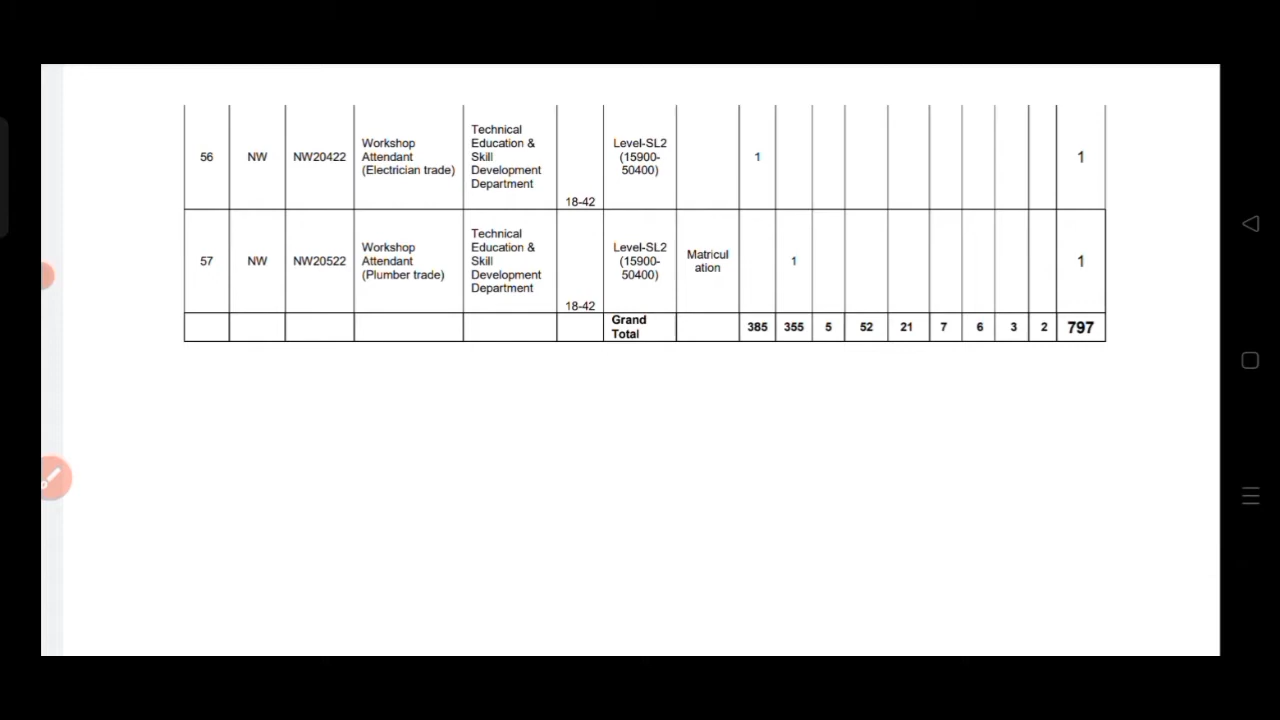 56 NW NW20422 Workshop Attendant (Electrician trade) Technical Education & Skill Development Department 18-42 Level-SL2 (15900-50400) 1 1
57 NW NW20522 Workshop Attendant (Plumber trade) Technical Education & Skill Development Department 18-42 Level-SL2 (15900-50400) Matriculation 1 1
Grand Total 385 355 5 52 21 7 6 3 2 797